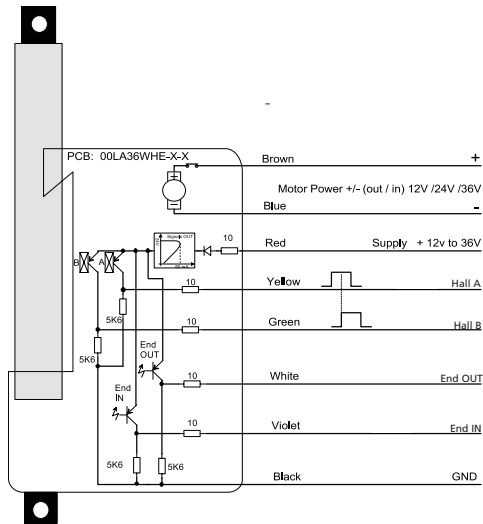 -
PCB: 00LA36WHE-X-X
Brown +
Motor Power +/- (out / in) 12V /24V /36V
Blue -
Signals OUT
10
Red Supply + 12v to 36V
B A
10
Yellow Hall A
5K6
10
Green Hall B
5K6
End
OUT
10
White End OUT
End
IN
10
Violet End IN
5K6 5K6
Black GND